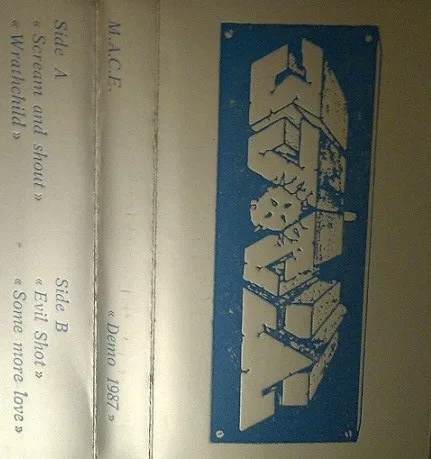 M.A.C.E. « Demo 1987 »
Side A Side B
« Scream and shout » « Evil Shot »
« Wrathchild » « Some more love »